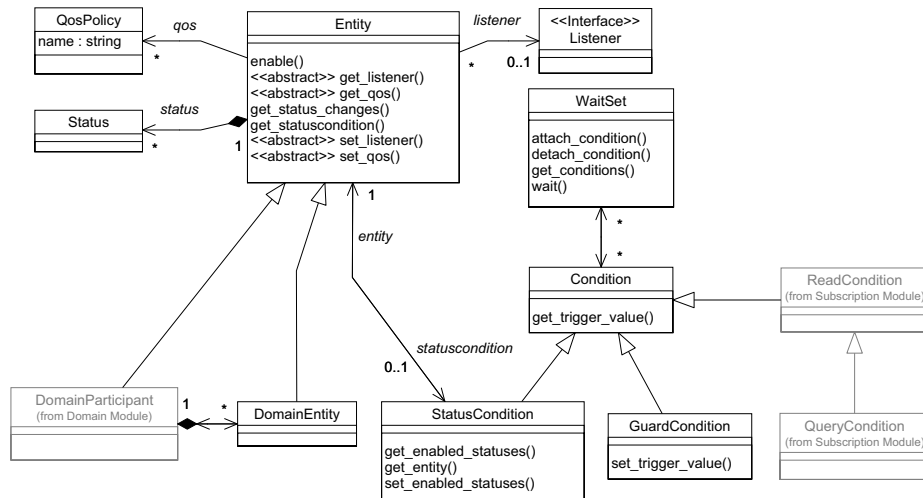 QosPolicy
name : string
qos
*
Entity
enable()
<<abstract>> get_listener()
<<abstract>> get_qos()
get_status_changes()
get_statuscondition()
<<abstract>> set_listener()
<<abstract>> set_qos()
listener
*
0..1
<<Interface>>
Listener
Status
status
*
1
WaitSet
attach_condition()
detach_condition()
get_conditions()
wait()
1
entity
*
*
Condition
get_trigger_value()
ReadCondition
(from Subscription Module)
statuscondition
0..1
DomainParticipant
(from Domain Module)
1
*
DomainEntity
StatusCondition
get_enabled_statuses()
get_entity()
set_enabled_statuses()
GuardCondition
set_trigger_value()
QueryCondition
(from Subscription Module)